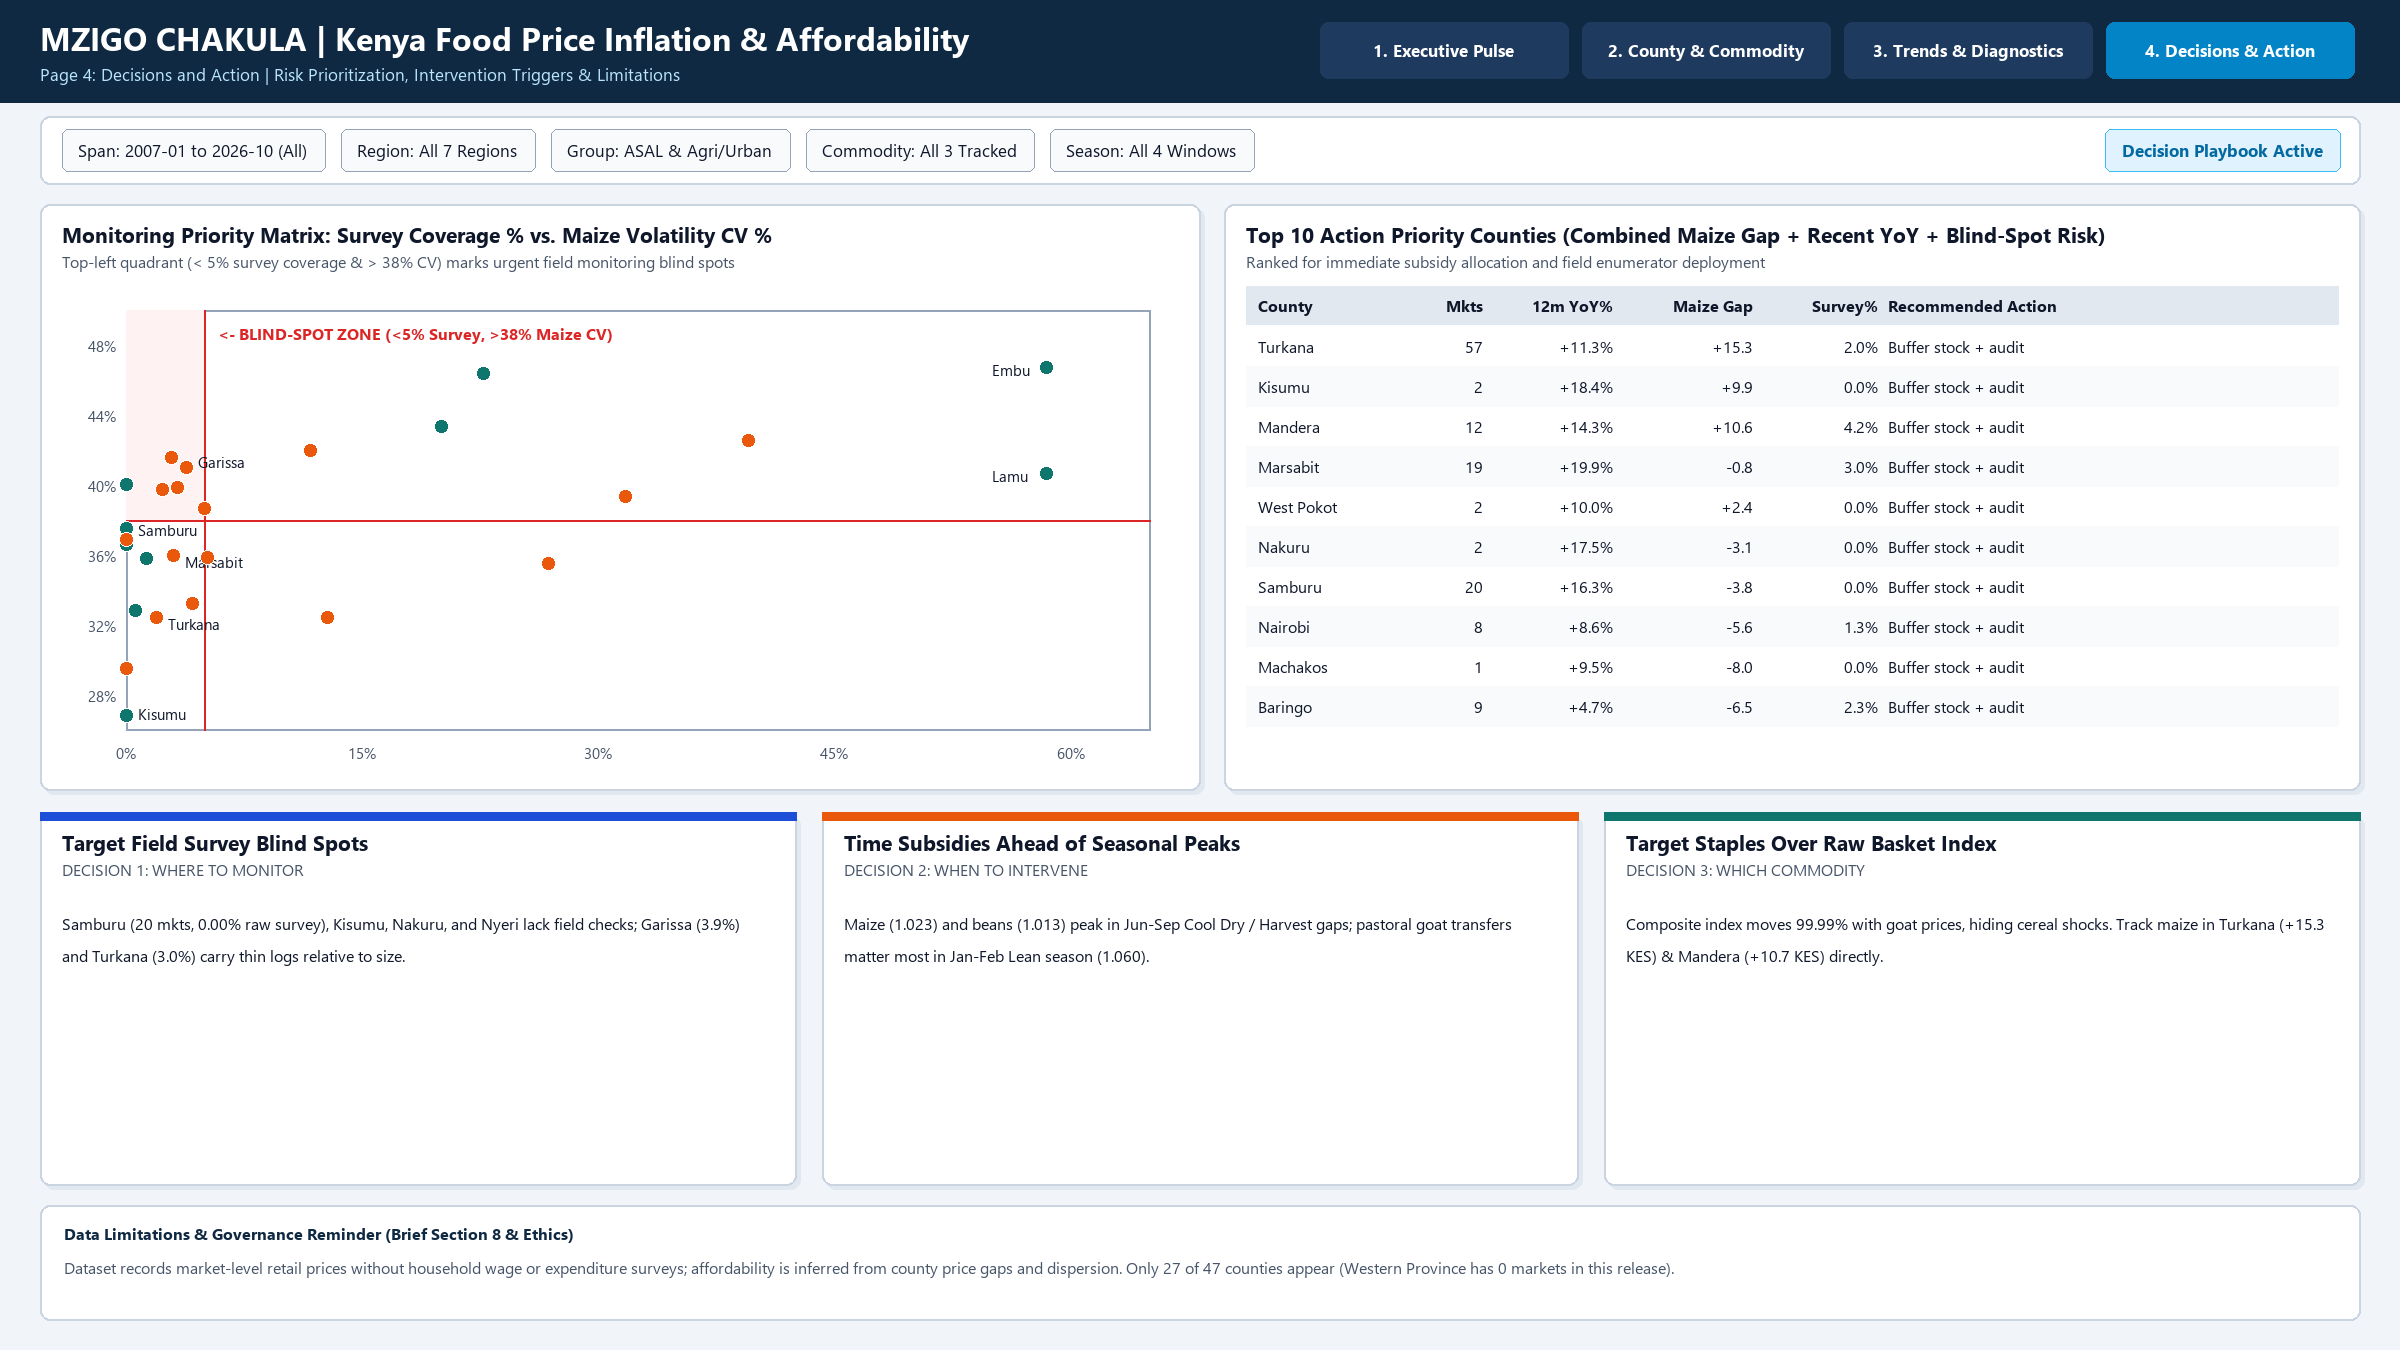 MZIGO CHAKULA | Kenya Food Price Inflation & Affordability
Page 4: Decisions and Action | Risk Prioritization, Intervention Triggers & Limitations
1. Executive Pulse
2. County & Commodity
3. Trends & Diagnostics
4. Decisions & Action
Span: 2007-01 to 2026-10 (All)
Region: All 7 Regions
Group: ASAL & Agri/Urban
Commodity: All 3 Tracked
Season: All 4 Windows
Decision Playbook Active
Monitoring Priority Matrix: Survey Coverage % vs. Maize Volatility CV %
Top-left quadrant (< 5% survey coverage & > 38% CV) marks urgent field monitoring blind spots
<- BLIND-SPOT ZONE (<5% Survey, >38% Maize CV)
48%
44%
40%
36%
32%
28%
Embu
Garissa
Lamu
Samburu
Marsabit
Turkana
Kisumu
0%
15%
30%
45%
60%
Top 10 Action Priority Counties (Combined Maize Gap + Recent YoY + Blind-Spot Risk)
Ranked for immediate subsidy allocation and field enumerator deployment
County Mkts 12m YoY% Maize Gap Survey% Recommended Action
Turkana 57 +11.3% +15.3 2.0% Buffer stock + audit
Kisumu 2 +18.4% +9.9 0.0% Buffer stock + audit
Mandera 12 +14.3% +10.6 4.2% Buffer stock + audit
Marsabit 19 +19.9% -0.8 3.0% Buffer stock + audit
West Pokot 2 +10.0% +2.4 0.0% Buffer stock + audit
Nakuru 2 +17.5% -3.1 0.0% Buffer stock + audit
Samburu 20 +16.3% -3.8 0.0% Buffer stock + audit
Nairobi 8 +8.6% -5.6 1.3% Buffer stock + audit
Machakos 1 +9.5% -8.0 0.0% Buffer stock + audit
Baringo 9 +4.7% -6.5 2.3% Buffer stock + audit
Target Field Survey Blind Spots
DECISION 1: WHERE TO MONITOR
Samburu (20 mkts, 0.00% raw survey), Kisumu, Nakuru, and Nyeri lack field checks; Garissa (3.9%)
and Turkana (3.0%) carry thin logs relative to size.
Time Subsidies Ahead of Seasonal Peaks
DECISION 2: WHEN TO INTERVENE
Maize (1.023) and beans (1.013) peak in Jun-Sep Cool Dry / Harvest gaps; pastoral goat transfers
matter most in Jan-Feb Lean season (1.060).
Target Staples Over Raw Basket Index
DECISION 3: WHICH COMMODITY
Composite index moves 99.99% with goat prices, hiding cereal shocks. Track maize in Turkana (+15.3
KES) & Mandera (+10.7 KES) directly.
Data Limitations & Governance Reminder (Brief Section 8 & Ethics)
Dataset records market-level retail prices without household wage or expenditure surveys; affordability is inferred from county price gaps and dispersion. Only 27 of 47 counties appear (Western Province has 0 markets in this release).